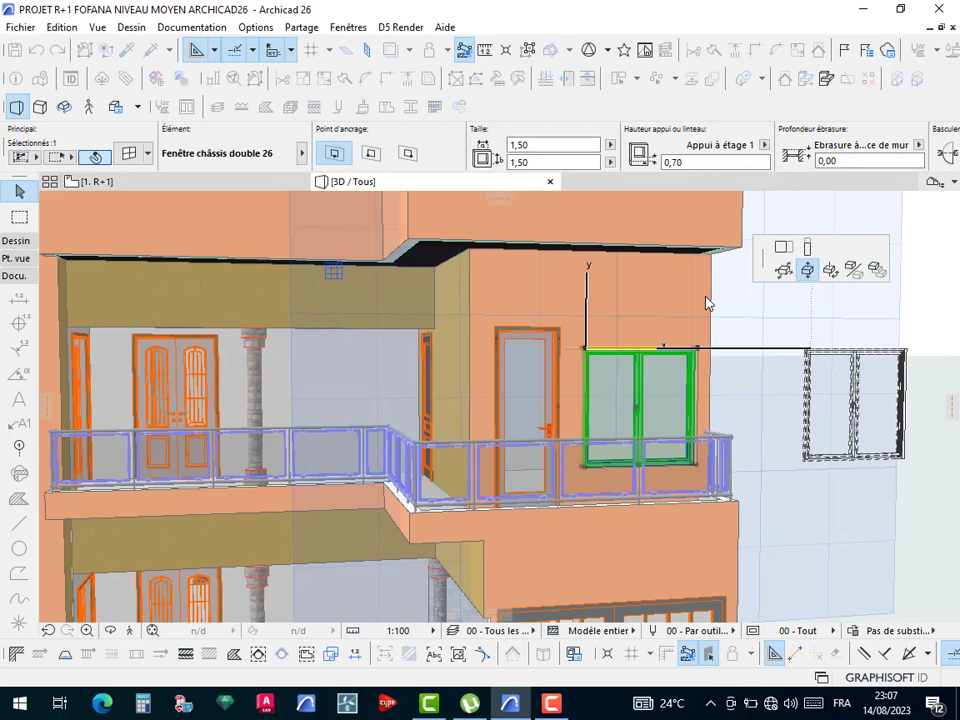 PROJET R+1 FOFANA NIVEAU MOYEN ARCHICAD26 - Archicad 26
Fichier Edition Vue Dessin Documentation Options Partage Fenêtres D5 Render Aide
Principal: Élément: Point d'ancrage: Taille: Hauteur appui ou linteau: Profondeur ébrasure: Bascule
Sélectionnés : 1
Fenêtre châssis double 26
1,50
1,50
Appui à étage 1
0,70
Ebrasure à...ce de mur
0,00
[1. R+1] [3D / Tous]
Dessin
Pt. vue
Docu.
A
A1
y
x
n/d n/d 1:100 00 - Tous les ... Modèle entier 00 - Par outil... 00 - Tout Pas de substi...
GRAPHISOFT ID
24°C FRA 23:07
14/08/2023
12